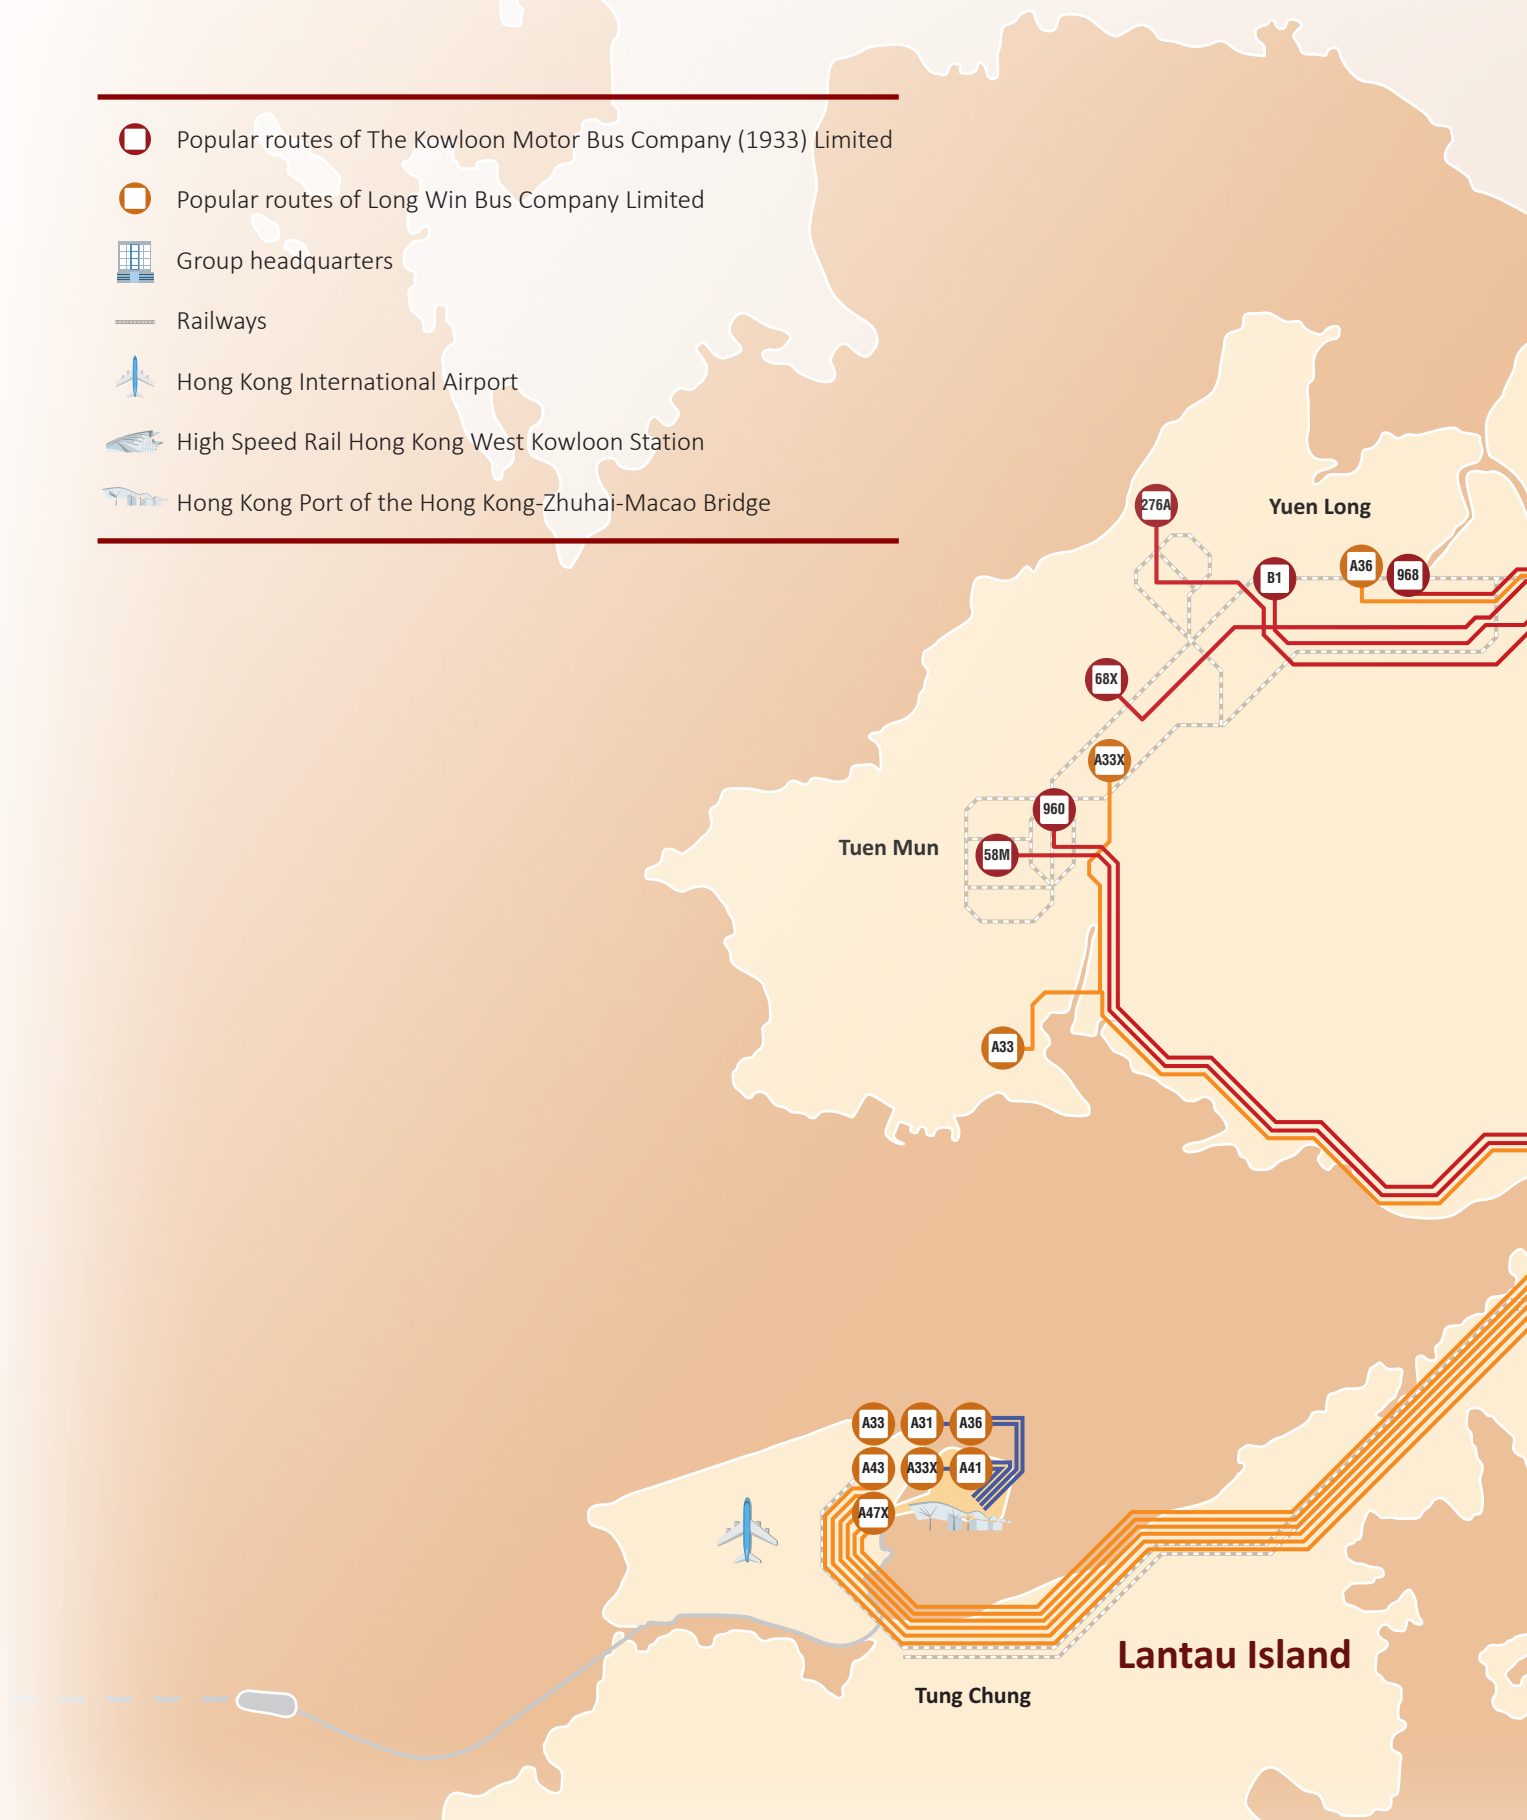 Popular routes of The Kowloon Motor Bus Company (1933) Limited
Popular routes of Long Win Bus Company Limited
Group headquarters
Railways
Hong Kong International Airport
High Speed Rail Hong Kong West Kowloon Station
Hong Kong Port of the Hong Kong-Zhuhai-Macao Bridge
276A
Yuen Long
B1
A36
968
68X
A33X
960
Tuen Mun
58M
A33
A33
A31
A36
A43
A33X
A41
A47X
Lantau Island
Tung Chung